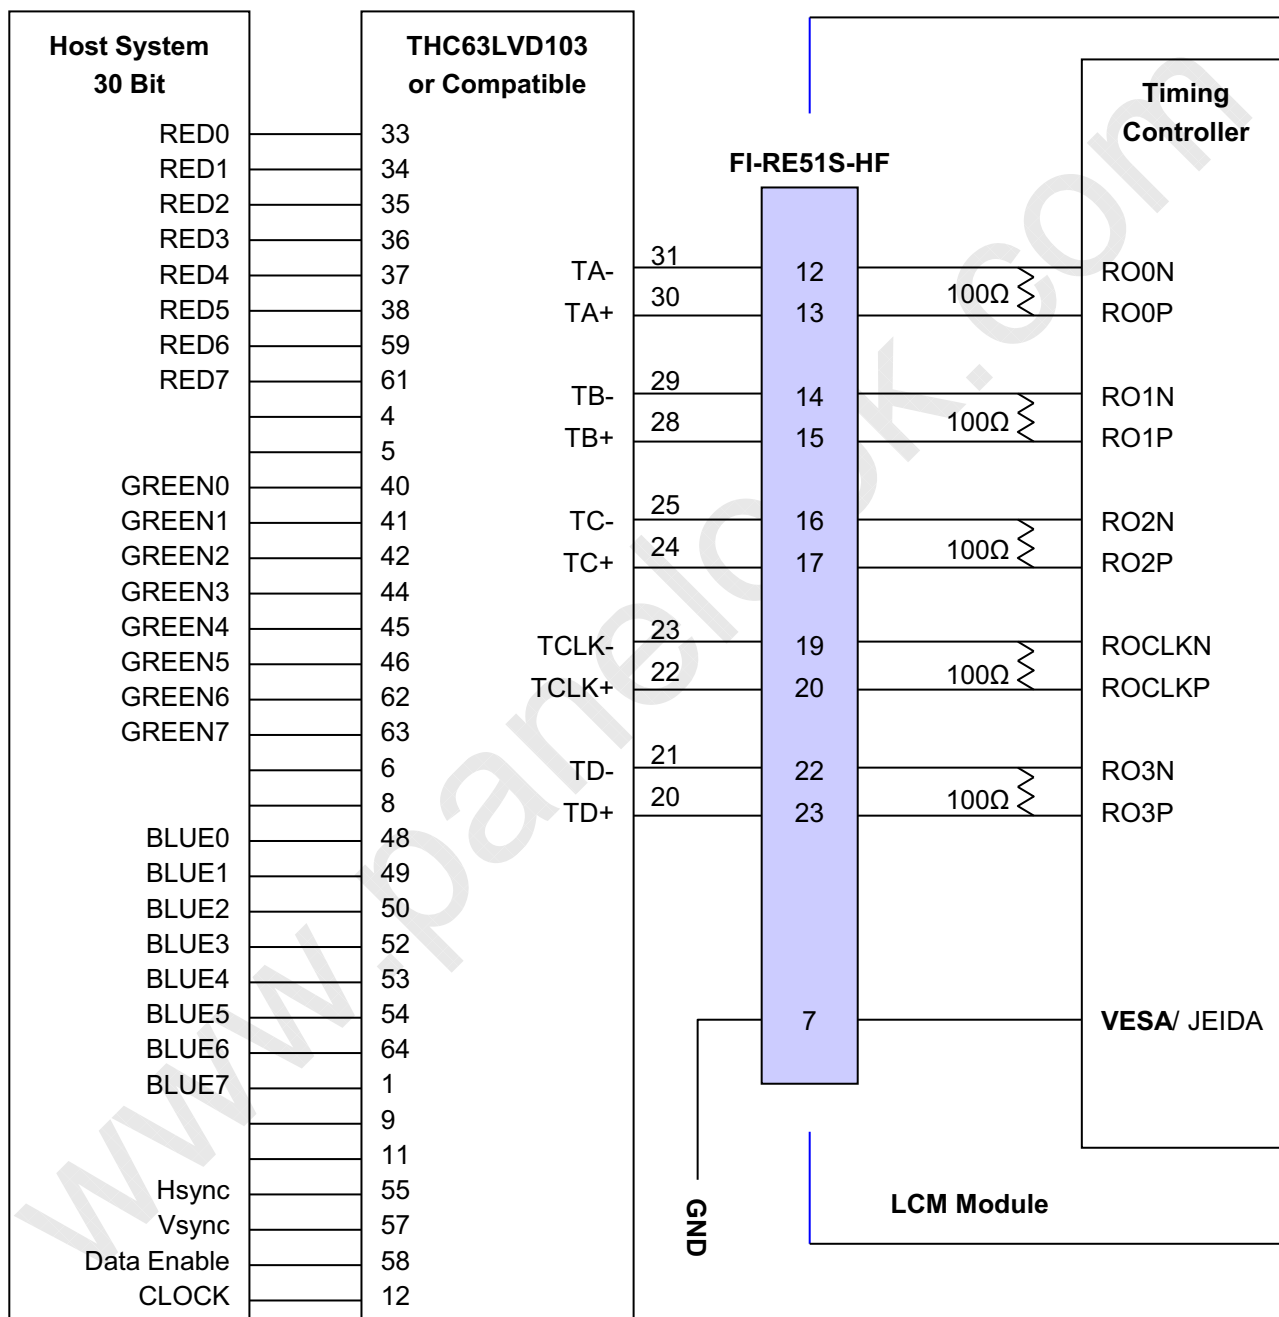 Host System
30 Bit
RED0
RED1
RED2
RED3
RED4
RED5
RED6
RED7
GREEN0
GREEN1
GREEN2
GREEN3
GREEN4
GREEN5
GREEN6
GREEN7
BLUE0
BLUE1
BLUE2
BLUE3
BLUE4
BLUE5
BLUE6
BLUE7
Hsync
Vsync
Data Enable
CLOCK
THC63LVD103
or Compatible
33
34
35
36
37
38
59
61
4
5
40
41
42
44
45
46
62
63
6
8
48
49
50
52
53
54
64
1
9
11
55
57
58
12
TA-
TA+
TB-
TB+
TC-
TC+
TCLK-
TCLK+
TD-
TD+
31
30
29
28
25
24
23
22
21
20
FI-RE51S-HF
12
13
14
15
16
17
19
20
22
23
7
GND
100Ω
100Ω
100Ω
100Ω
100Ω
Timing
Controller
RO0N
RO0P
RO1N
RO1P
RO2N
RO2P
ROCLKN
ROCLKP
RO3N
RO3P
VESA/ JEIDA
LCM Module
www.panelook.com